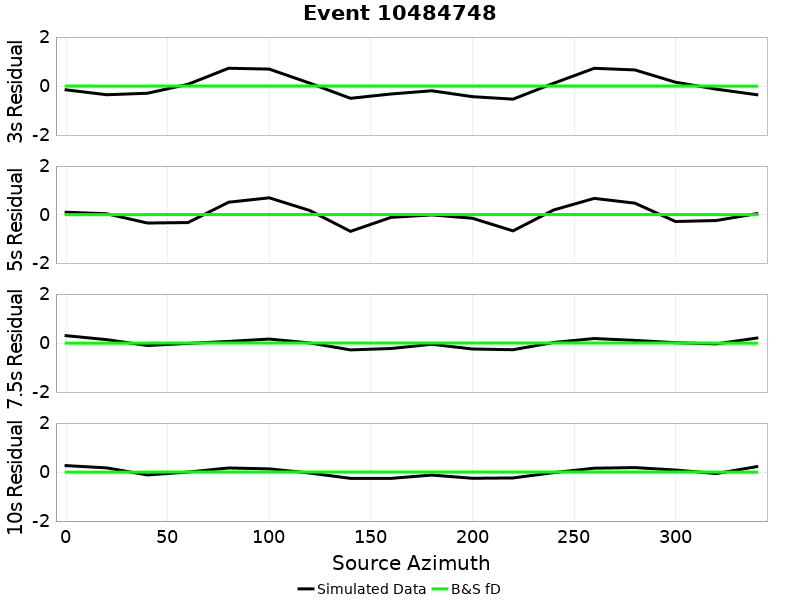 Event 10484748
3s Residual
2
0
-2
5s Residual
2
0
-2
7.5s Residual
2
0
-2
10s Residual
2
0
-2
0 50 100 150 200 250 300
Source Azimuth
Simulated Data B&S fD